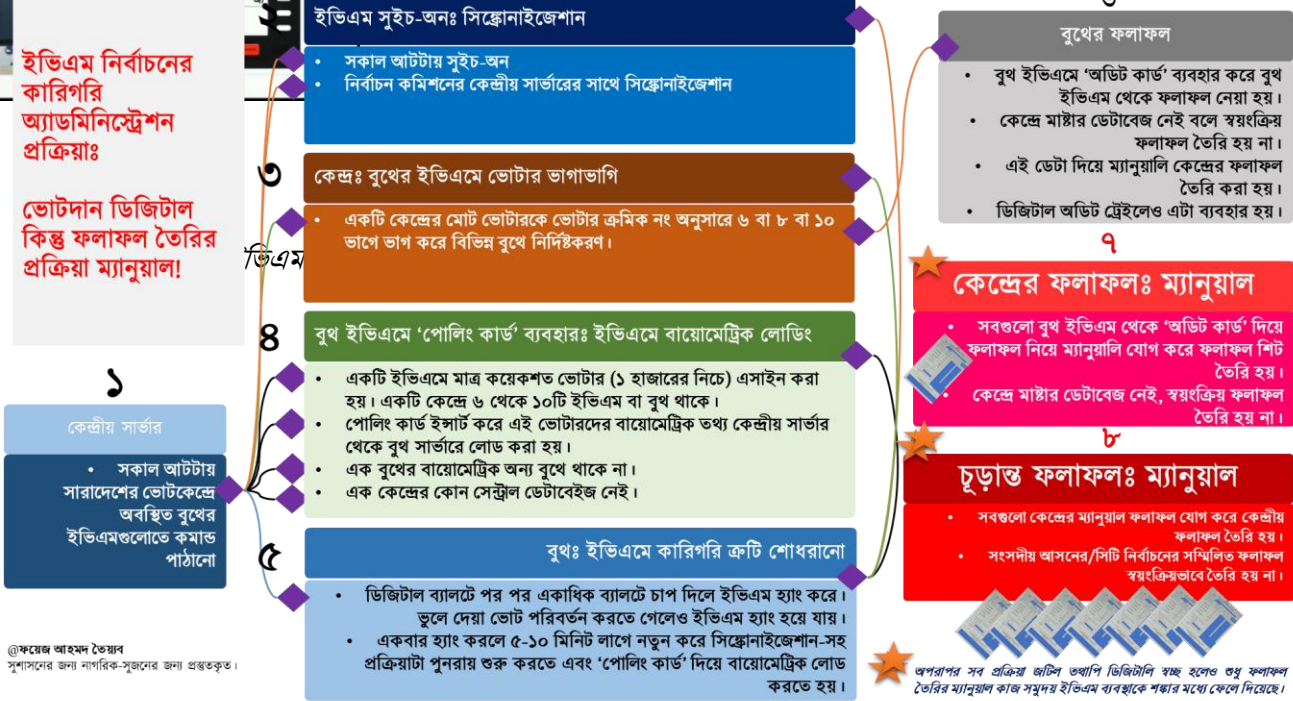 ইভিএম নির্বাচনের
কারিগরি
অ্যাডমিনিস্ট্রেশন
প্রক্রিয়াঃ
ভোটদান ডিজিটাল
কিন্তু ফলাফল তৈরির
প্রক্রিয়া ম্যানুয়াল!
১
কেন্দ্রীয় সার্ভার
• সকাল আটটায়
সারাদেশের ভোটকেন্দ্রে
অবস্থিত বুথের
ইভিএমগুলোতে কমান্ড
পাঠানো
@ফয়েজ আহমদ তৈয়্যব
সুশাসনের জন্য নাগরিক-সুজনের জন্য প্রস্তুতকৃত।
২
ইভিএম সুইচ-অনঃ সিঙ্ক্রোনাইজেশান
• সকাল আটটায় সুইচ-অন
• নির্বাচন কমিশনের কেন্দ্রীয় সার্ভারের সাথে সিঙ্ক্রোনাইজেশান
৩
কেন্দ্রঃ বুথের ইভিএমে ভোটার ভাগাভাগি
• একটি কেন্দ্রের মোট ভোটারকে ভোটার ক্রমিক নং অনুসারে ৬ বা ৮ বা ১০
ভাগে ভাগ করে বিভিন্ন বুথে নির্দিষ্টকরণ।
৪
বুথ ইভিএমে ‘পোলিং কার্ড’ ব্যবহারঃ ইভিএমে বায়োমেট্রিক লোডিং
• একটি ইভিএমে মাত্র কয়েকশত ভোটার (১ হাজারের নিচে) এসাইন করা
হয়। একটি কেন্দ্রে ৬ থেকে ১০টি ইভিএম বা বুথ থাকে।
• পোলিং কার্ড ইন্সার্ট করে এই ভোটারদের বায়োমেট্রিক তথ্য কেন্দ্রীয় সার্ভার
থেকে বুথ সার্ভারে লোড করা হয়।
• এক বুথের বায়োমেট্রিক অন্য বুথে থাকে না।
• এক কেন্দ্রের কোন সেন্ট্রাল ডেটাবেইজ নেই।
৫
বুথঃ ইভিএমে কারিগরি ত্রুটি শোধরানো
• ডিজিটাল ব্যালটে পর পর একাধিক ব্যালটে চাপ দিলে ইভিএম হ্যাং করে।
ভুলে দেয়া ভোট পরিবর্তন করতে গেলেও ইভিএম হ্যাং হয়ে যায়।
• একবার হ্যাং করলে ৫-১০ মিনিট লাগে নতুন করে সিঙ্ক্রোনাইজেশান-সহ
প্রক্রিয়াটা পুনরায় শুরু করতে এবং ‘পোলিং কার্ড’ দিয়ে বায়োমেট্রিক লোড
করতে হয়।
বুথের ফলাফল
• বুথ ইভিএমে ‘অডিট কার্ড’ ব্যবহার করে বুথ
ইভিএম থেকে ফলাফল নেয়া হয়।
• কেন্দ্রে মাষ্টার ডেটাবেজ নেই বলে স্বয়ংক্রিয়
ফলাফল তৈরি হয় না।
• এই ডেটা দিয়ে ম্যানুয়ালি কেন্দ্রের ফলাফল
তৈরি করা হয়।
• ডিজিটাল অডিট ট্রেইলেও এটা ব্যবহার হয়।
৭
কেন্দ্রের ফলাফলঃ ম্যানুয়াল
• সবগুলো বুথ ইভিএম থেকে ‘অডিট কার্ড’ দিয়ে
ফলাফল নিয়ে ম্যানুয়ালি যোগ করে ফলাফল শিট
তৈরি হয়।
কেন্দ্রে মাষ্টার ডেটাবেজ নেই, স্বয়ংক্রিয় ফলাফল
তৈরি হয় না।
৮
চূড়ান্ত ফলাফলঃ ম্যানুয়াল
• সবগুলো কেন্দ্রের ম্যানুয়াল ফলাফল যোগ করে কেন্দ্রীয়
ফলাফল তৈরি হয়।
• সংসদীয় আসনের/সিটি নির্বাচনের সম্মিলিত ফলাফল
স্বয়ংক্রিয়ভাবে তৈরি হয় না।
অপরাপর সব প্রক্রিয়া জটিল তথাপি ডিজিটালি স্বচ্ছ হলেও শুধু ফলাফল
তৈরির ম্যানুয়াল কাজ সমুদয় ইভিএম ব্যবস্থাকে শঙ্কার মধ্যে ফেলে দিয়েছে।